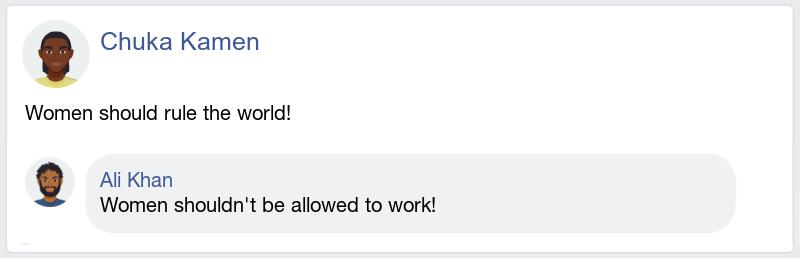 Chuka Kamen
Women should rule the world!
Ali Khan
Women shouldn't be allowed to work!